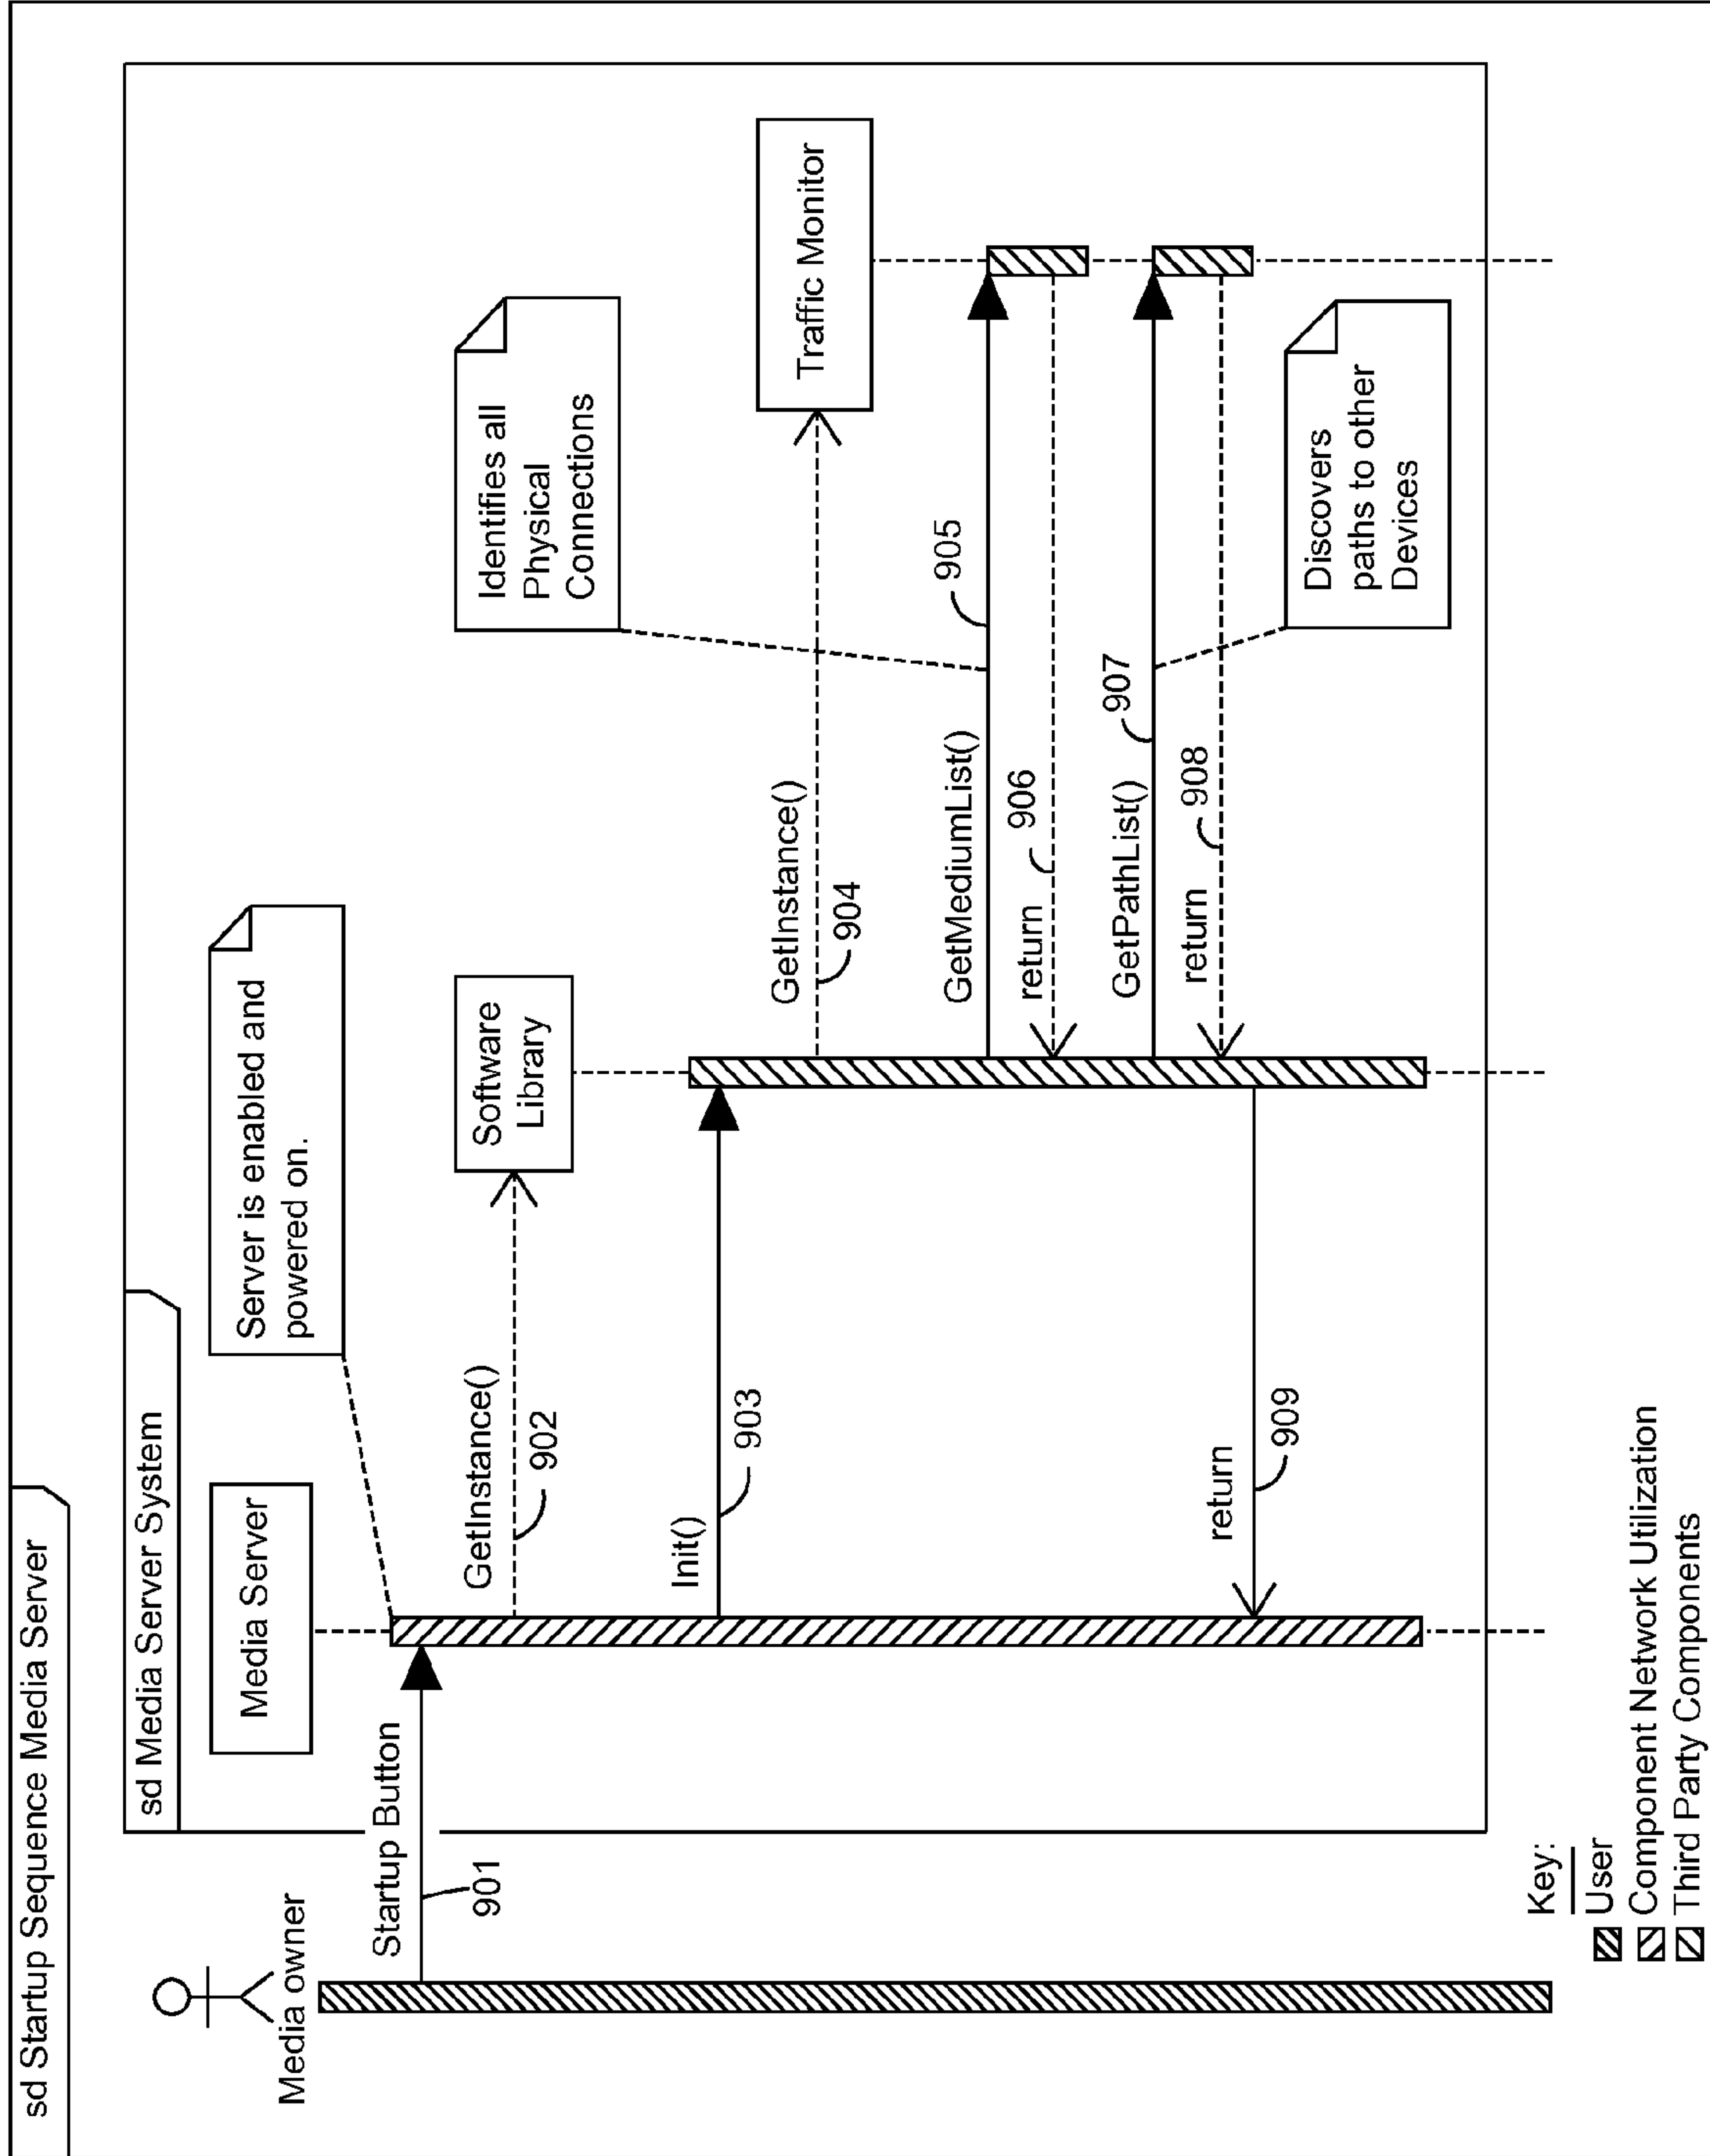 sd Startup Sequence Media Server
sd Media Server System
Media owner
Media Server
Server is enabled and
powered on.
Startup Button
901
GetInstance()
902
Software
Library
Init()
903
GetInstance()
904
Traffic Monitor
Identifies all
Physical
Connections
GetMediumList()
905
return
906
GetPathList()
907
return
908
Discovers
paths to other
Devices
return
909
Key:
User
Component Network Utilization
Third Party Components